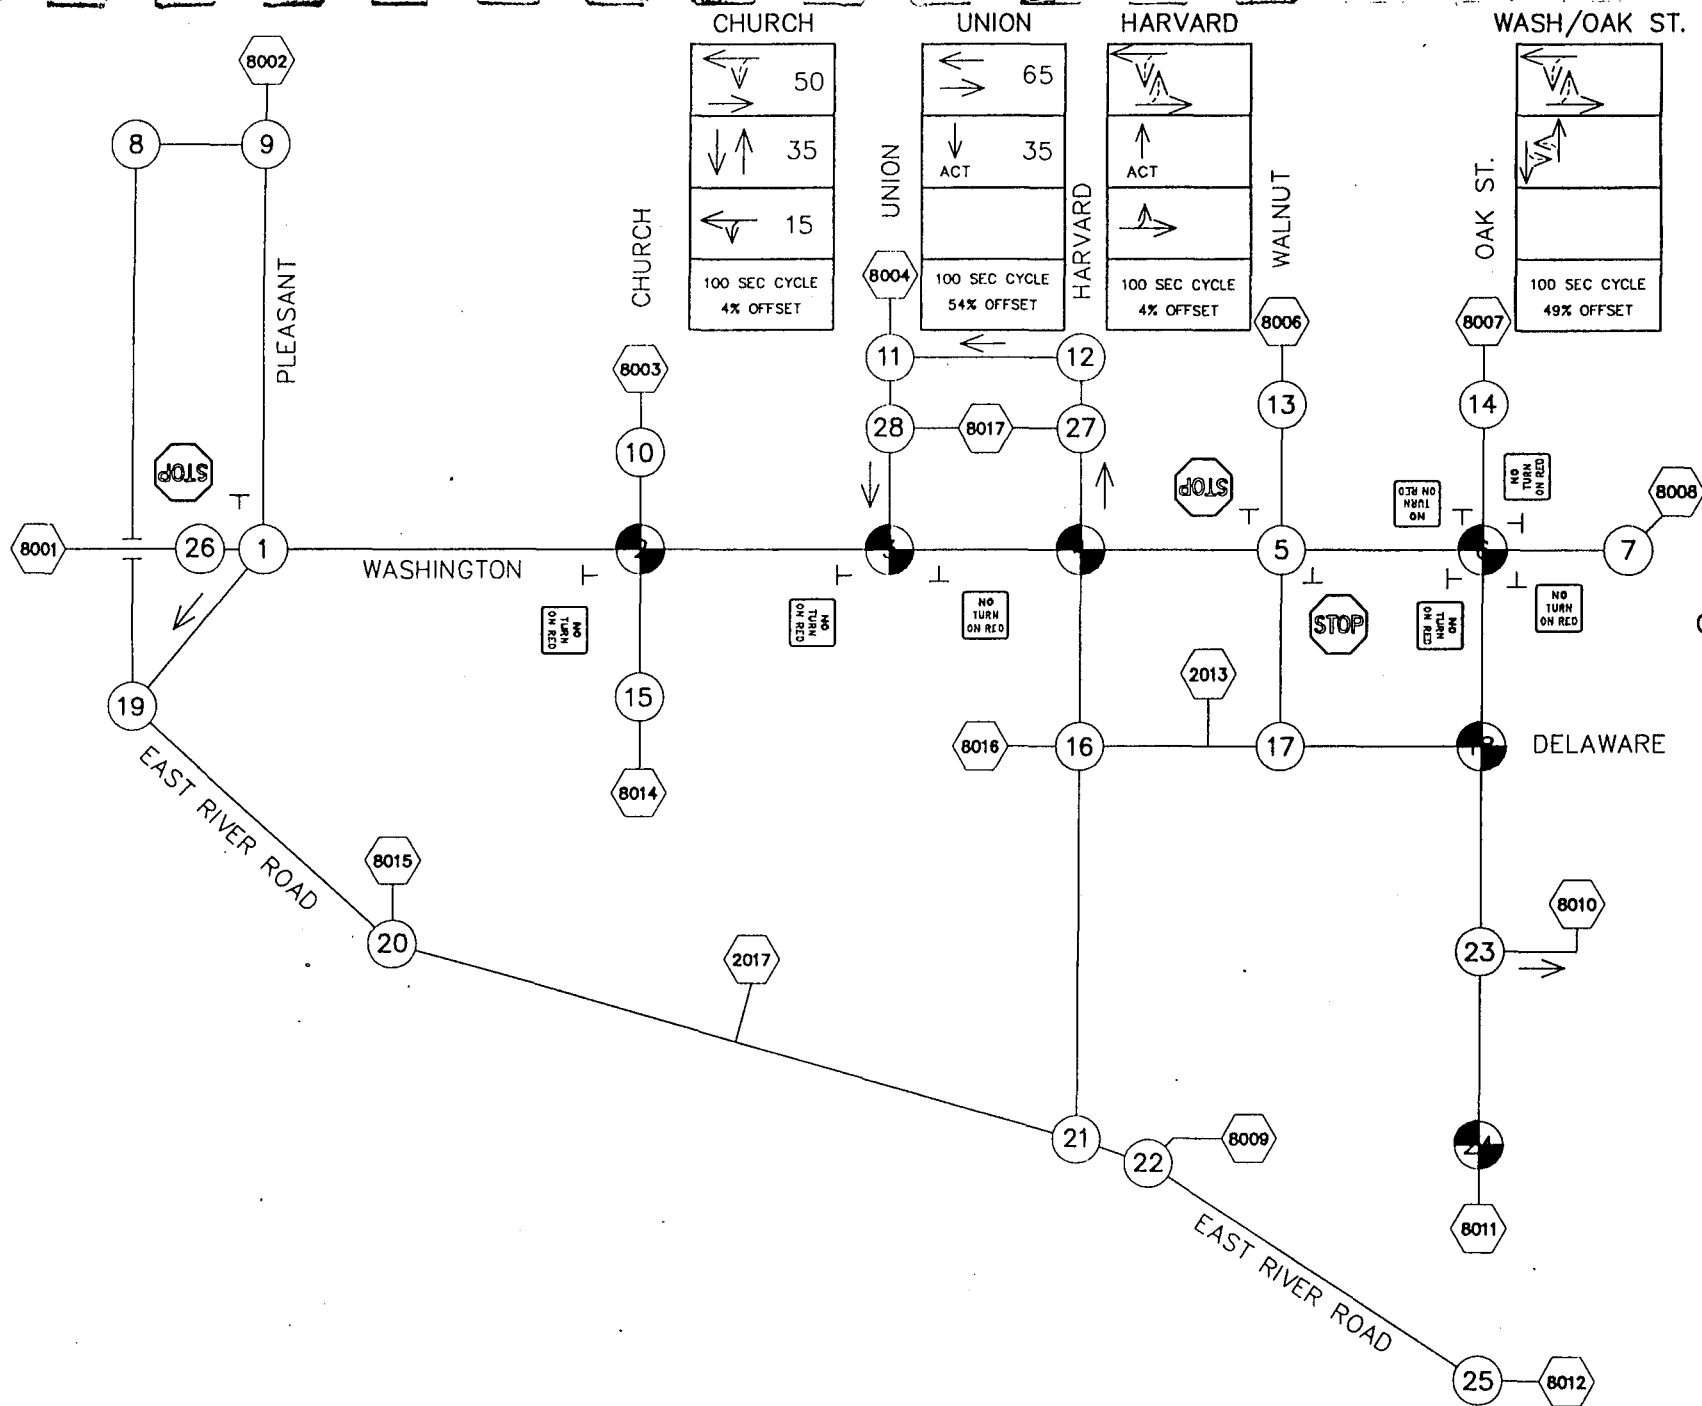 CHURCH
UNION
HARVARD
WASH/OAK ST.
50
35
15
100 SEC CYCLE
4% OFFSET
65
ACT
35
100 SEC CYCLE
54% OFFSET
ACT
100 SEC CYCLE
4% OFFSET
100 SEC CYCLE
49% OFFSET
8002
8
9
PLEASANT
CHURCH
UNION
HARVARD
WALNUT
OAK ST.
8004
8006
8007
8003
11
12
13
14
28
8017
27
10
STOP
STOP
NO
TURN
ON RED
NO
TURN
ON RED
8008
8001
26
1
2
3
5
6
7
WASHINGTON
NO
TURN
ON RED
NO
TURN
ON RED
NO
TURN
ON RED
STOP
NO
TURN
ON RED
NO
TURN
ON RED
19
15
2013
8016
16
17
18
DELAWARE
8014
EAST RIVER ROAD
8015
20
2017
8010
23
21
22
8009
24
8011
EAST RIVER ROAD
25
8012